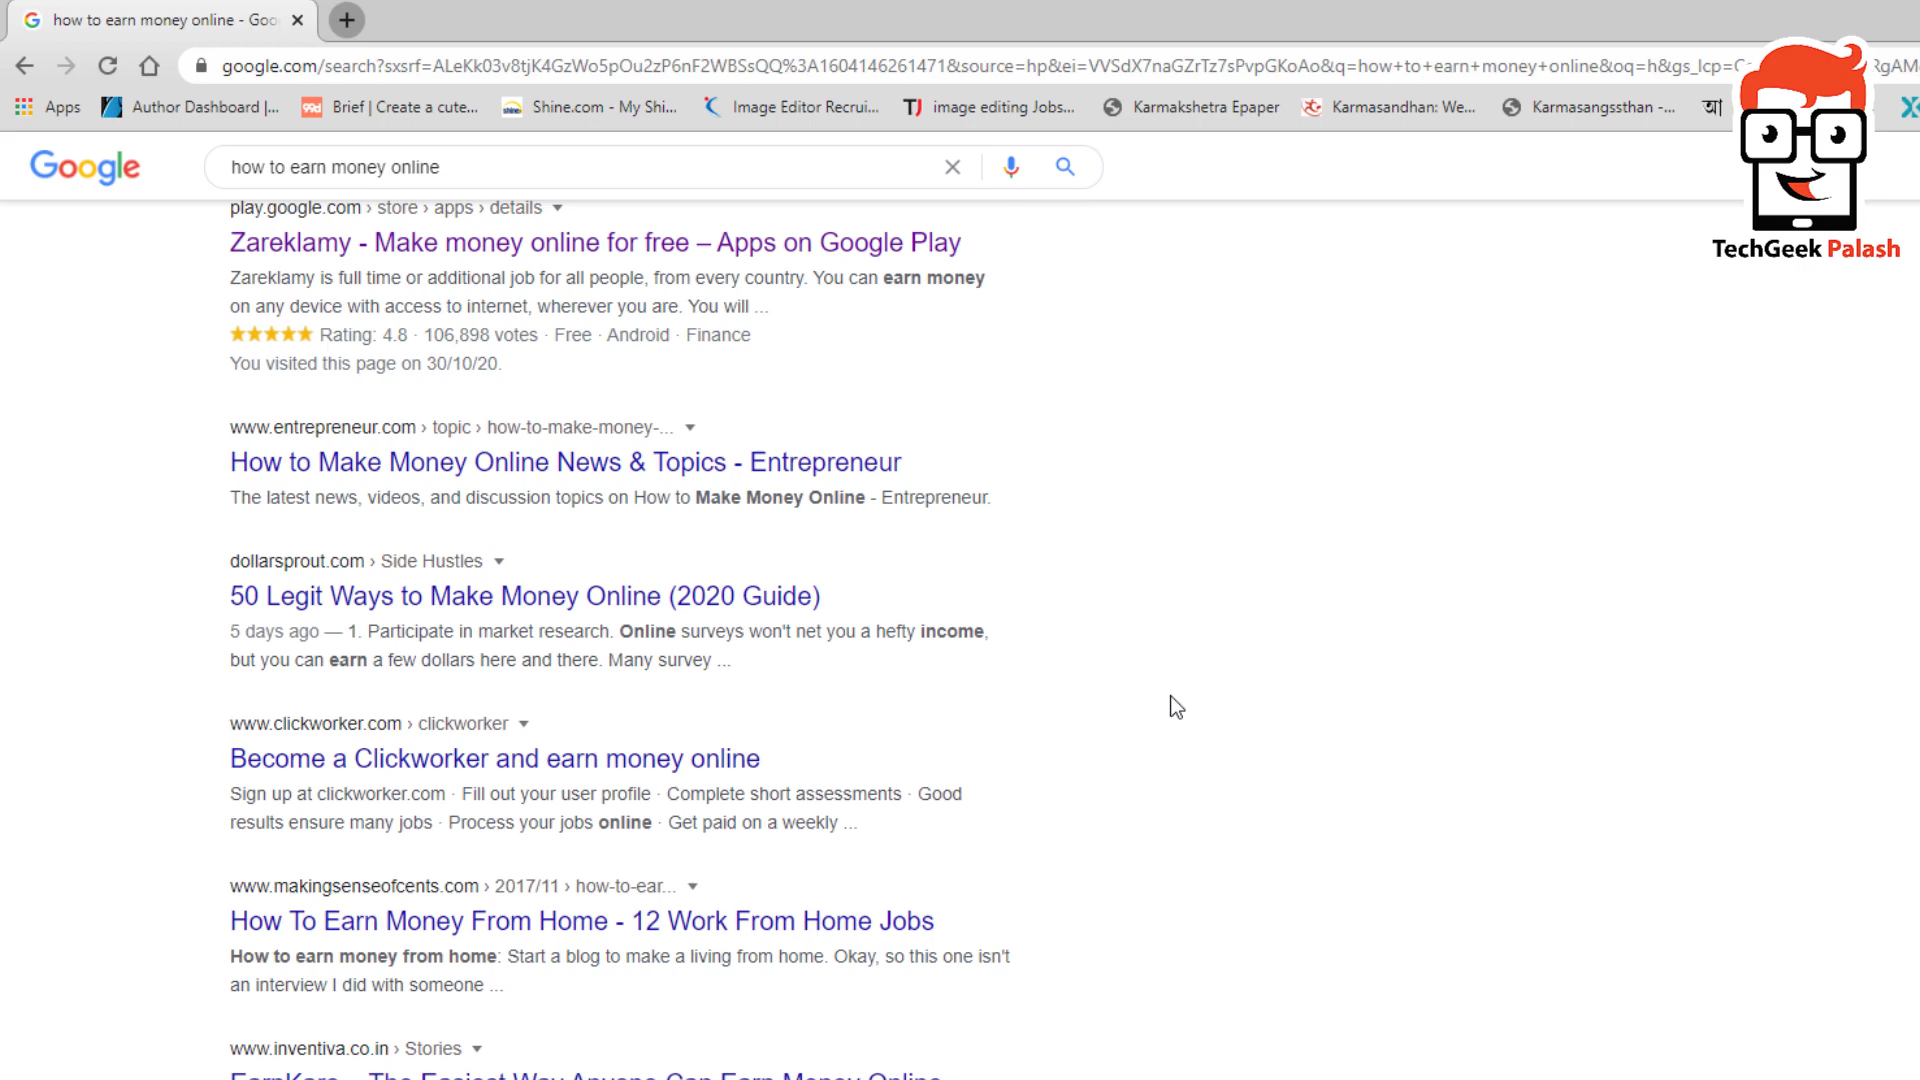 how to earn money online - Goo
google.com/search?sxsrf=ALeKk03v8tjK4GzWo5pOu2zP6nF2WBSsQQ%3A1604146261471&source=hp&ei=VVSdX7naGZrTz7sPvpGKoAo&q=how+to+earn+money+online&oq=h&gs_lcp=C
RgAM
Apps
Author Dashboard |...
Brief | Create a cute...
Shine.com - My Shi...
Image Editor Recrui...
TJ
image editing Jobs...
Karmakshetra Epaper
Karmasandhan: We...
Karmasangssthan -...
আ
Google
how to earn money online
TechGeek Palash
play.google.com › store › apps › details
Zareklamy - Make money online for free – Apps on Google Play
Zareklamy is full time or additional job for all people, from every country. You can earn money
on any device with access to internet, wherever you are. You will ...
Rating: 4.8 · 106,898 votes · Free · Android · Finance
You visited this page on 30/10/20.
www.entrepreneur.com › topic › how-to-make-money-...
How to Make Money Online News & Topics - Entrepreneur
The latest news, videos, and discussion topics on How to Make Money Online - Entrepreneur.
dollarsprout.com › Side Hustles
50 Legit Ways to Make Money Online (2020 Guide)
5 days ago — 1. Participate in market research. Online surveys won't net you a hefty income,
but you can earn a few dollars here and there. Many survey ...
www.clickworker.com › clickworker
Become a Clickworker and earn money online
Sign up at clickworker.com · Fill out your user profile · Complete short assessments · Good
results ensure many jobs · Process your jobs online · Get paid on a weekly ...
www.makingsenseofcents.com › 2017/11 › how-to-ear...
How To Earn Money From Home - 12 Work From Home Jobs
How to earn money from home: Start a blog to make a living from home. Okay, so this one isn't
an interview I did with someone ...
www.inventiva.co.in › Stories
EarnKaro – The Easiest Way Anyone Can Earn Money Online